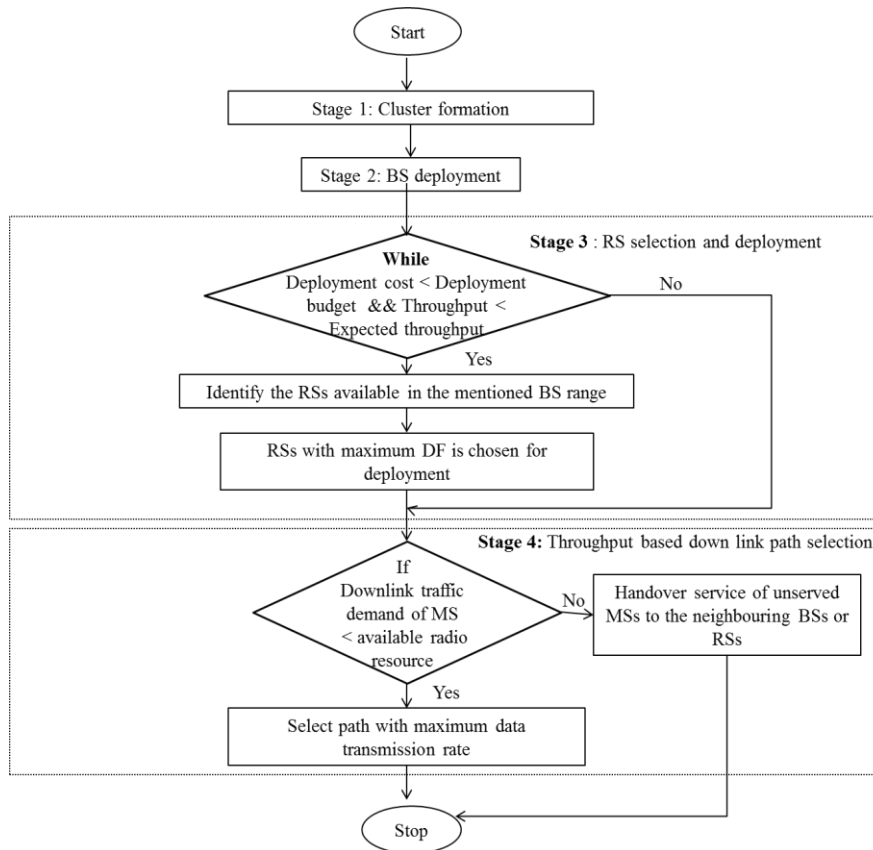 Start
Stage 1: Cluster formation
Stage 2: BS deployment
Stage 3 : RS selection and deployment
While
Deployment cost < Deployment
budget && Throughput <
Expected throughput
No
Yes
Identify the RSs available in the mentioned BS range
RSs with maximum DF is chosen for
deployment
Stage 4: Throughput based down link path selection
If
Downlink traffic
demand of MS
< available radio
resource
No
Handover service of unserved
MSs to the neighbouring BSs or
RSs
Yes
Select path with maximum data
transmission rate
Stop